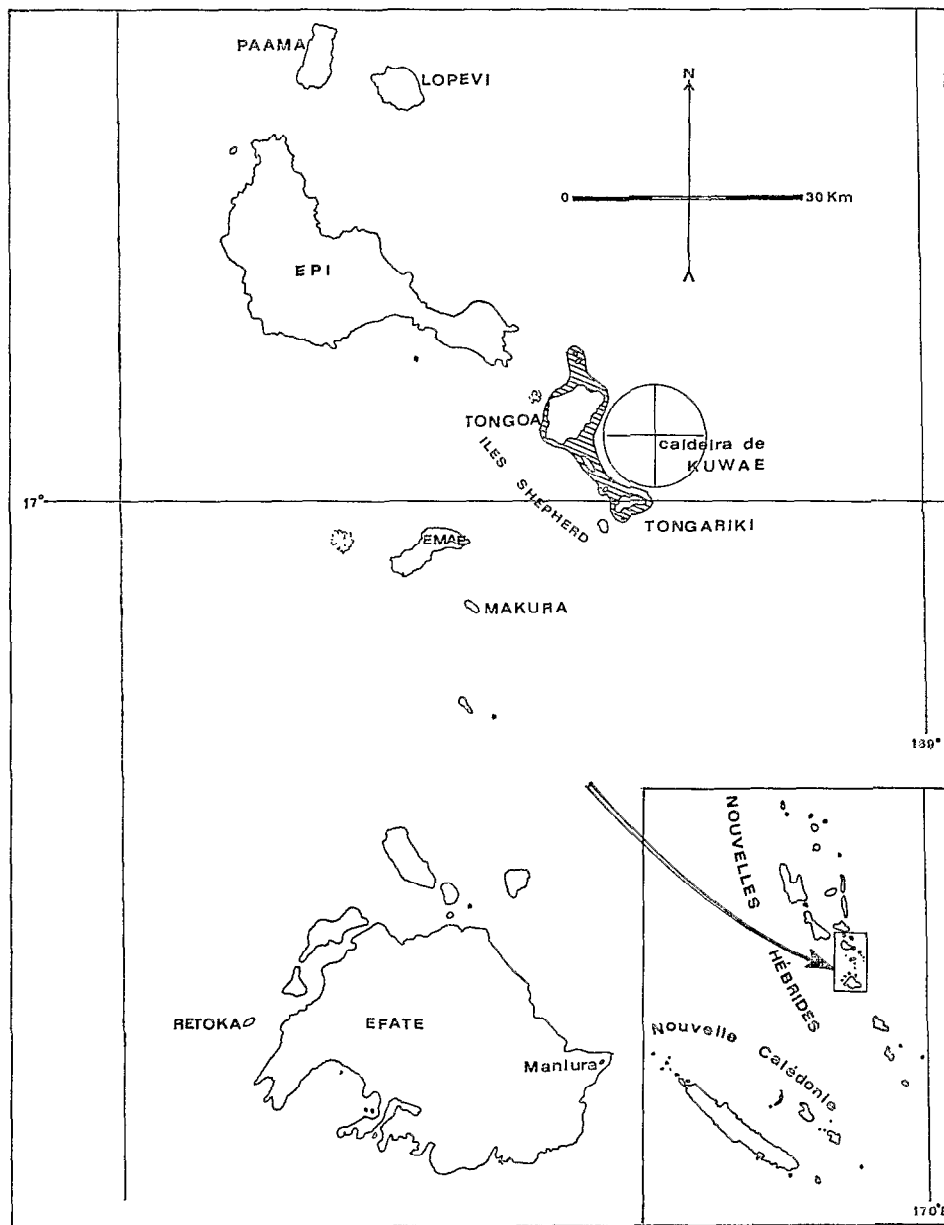 PAAMA
LOPEVI
N
0 30 Km
EPI
TONGOA
caldeira de
KUWAE
ILES SHEPHERD
17°
TONGARIKI
EMAE
MAKURA
169°
NOUVELLES
HÉBRIDES
RETOKA
EFATE
Manlura
Nouvelle Calédonie